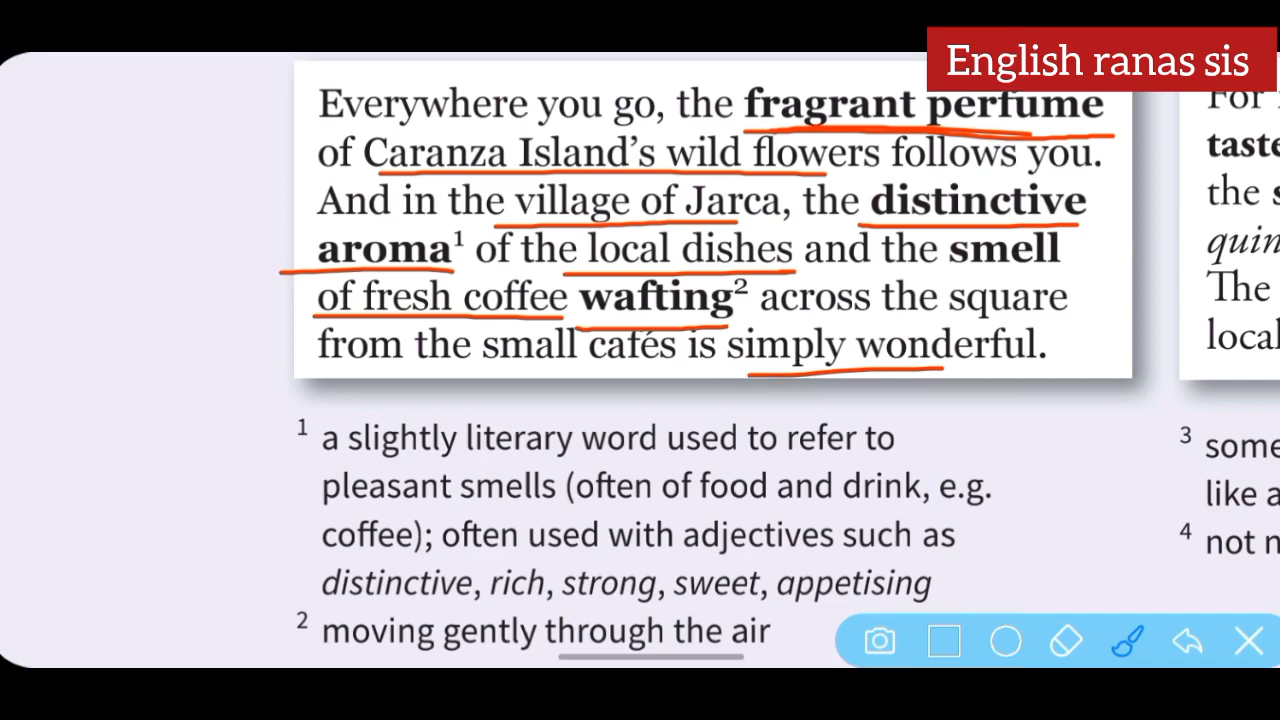 English ranas sis
Everywhere you go, the fragrant perfume
of Caranza Island's wild flowers follows you.
And in the village of Jarca, the distinctive
aroma¹ of the local dishes and the smell
of fresh coffee wafting² across the square
from the small cafés is simply wonderful.
¹ a slightly literary word used to refer to
pleasant smells (often of food and drink, e.g.
coffee); often used with adjectives such as
distinctive, rich, strong, sweet, appetising
² moving gently through the air
For
taste
the
The
local
³ some
like a
⁴ not